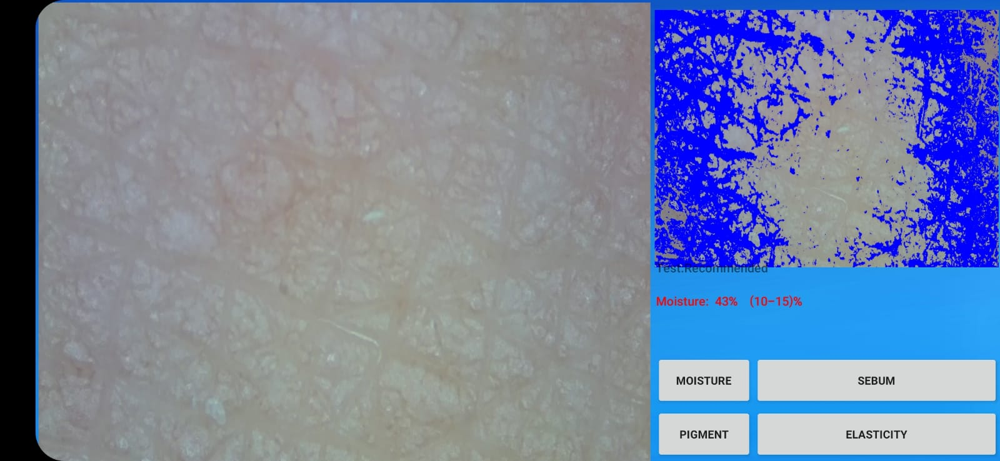 Test:Recommended
Moisture: 43% (10–15)%
MOISTURE
SEBUM
PIGMENT
ELASTICITY